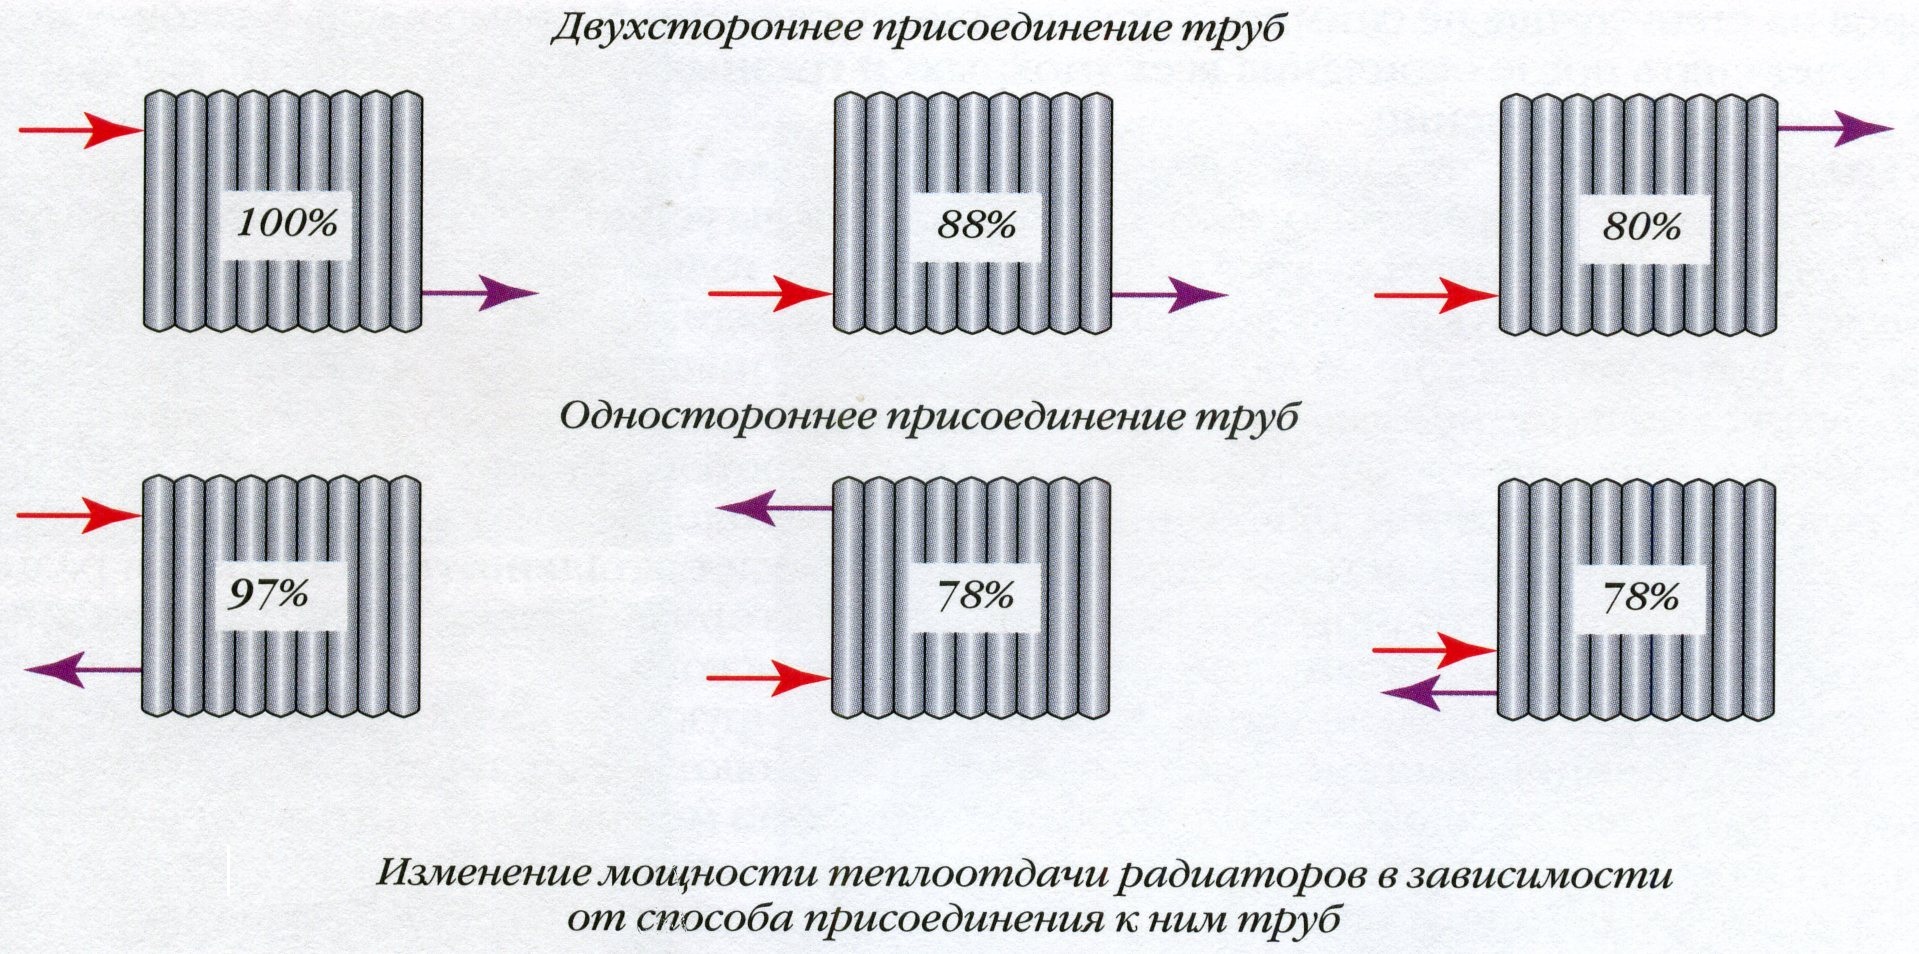 Двухстороннее присоединение труб
100%
88%
80%
Одностороннее присоединение труб
97%
78%
78%
Изменение мощности теплоотдачи радиаторов в зависимости
от способа присоединения к ним труб